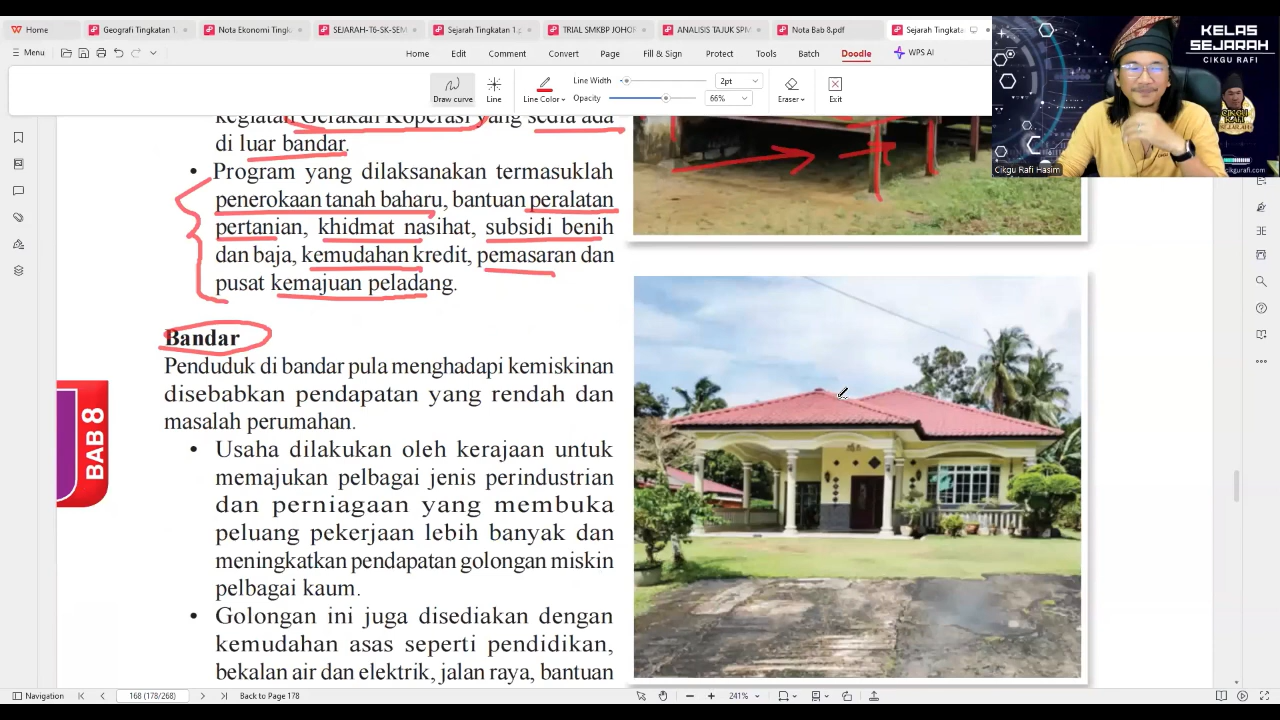 Home
Geografi Tingkatan 1.
Nota Ekonomi Tingk
SEJARAH-T6-SK-SEM
Sejarah Tingkatan 1.p
TRIAL SMKBP JOHOR
ANALISIS TAJUK SPM
Nota Bab 8.pdf
Sejarah Tingkata
Menu
Home
Edit
Convert
Page
Fill & Sign
Protect
Tools
Batch
Doodle
WPS AI
KELAS
SEJARAH
CIKGU RAFI
Draw curve
Line
Line Color
Line Width
2pt
Opacity
66%
Eraser
Exit
CIKGU
RAFI
SEJARAH
Cikgu Rafi Hasim
kegiatan Gerakan Koperasi yang sedia ada
di luar bandar.
• Program yang dilaksanakan termasuklah
penerokaan tanah baharu, bantuan peralatan
pertanian, khidmat nasihat, subsidi benih
dan baja, kemudahan kredit, pemasaran dan
pusat kemajuan peladang.
Bandar
Penduduk di bandar pula menghadapi kemiskinan
disebabkan pendapatan yang rendah dan
masalah perumahan.
• Usaha dilakukan oleh kerajaan untuk
memajukan pelbagai jenis perindustrian
dan perniagaan yang membuka
peluang pekerjaan lebih banyak dan
meningkatkan pendapatan golongan miskin
pelbagai kaum.
• Golongan ini juga disediakan dengan
kemudahan asas seperti pendidikan,
bekalan air dan elektrik, jalan raya, bantuan
BAB 8
Navigation
168 (178/268)
Back to Page 178
241%